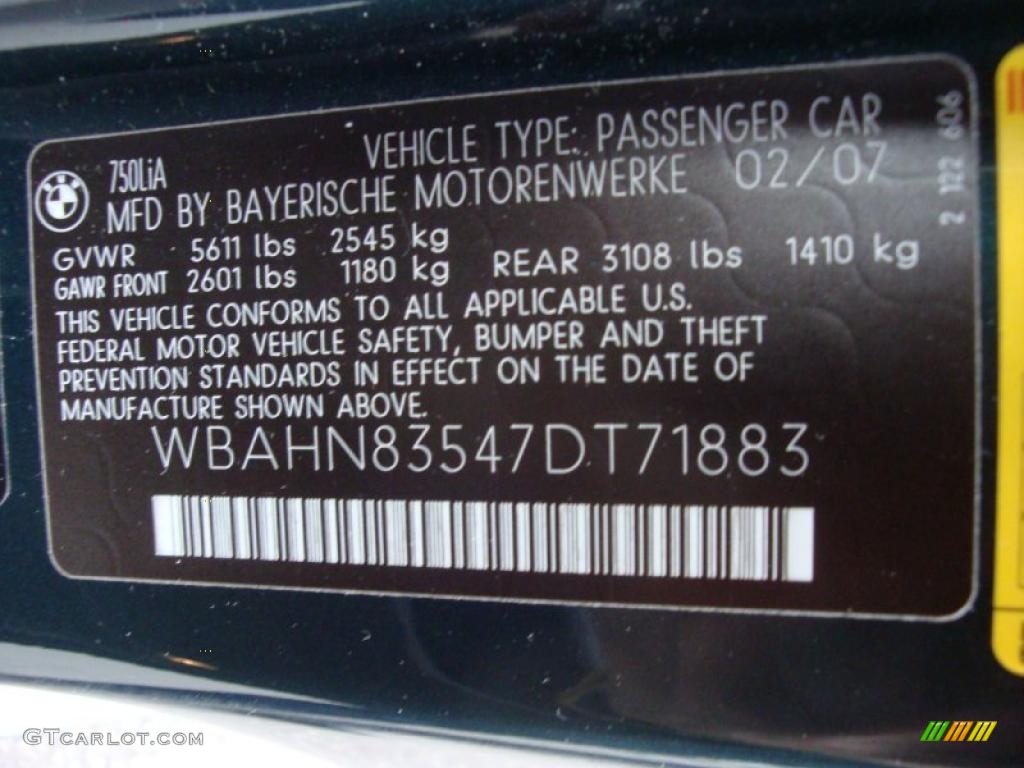 VEHICLE TYPE: PASSENGER CAR
750LiA
MFD BY BAYERISCHE MOTORENWERKE 02/07
GVWR 5611 lbs 2545 kg
GAWR FRONT 2601 lbs 1180 kg REAR 3108 lbs 1410 kg
THIS VEHICLE CONFORMS TO ALL APPLICABLE U.S.
FEDERAL MOTOR VEHICLE SAFETY, BUMPER AND THEFT
PREVENTION STANDARDS IN EFFECT ON THE DATE OF
MANUFACTURE SHOWN ABOVE.
WBAHN83547DT71883
2 122 606
GTCarLot.com